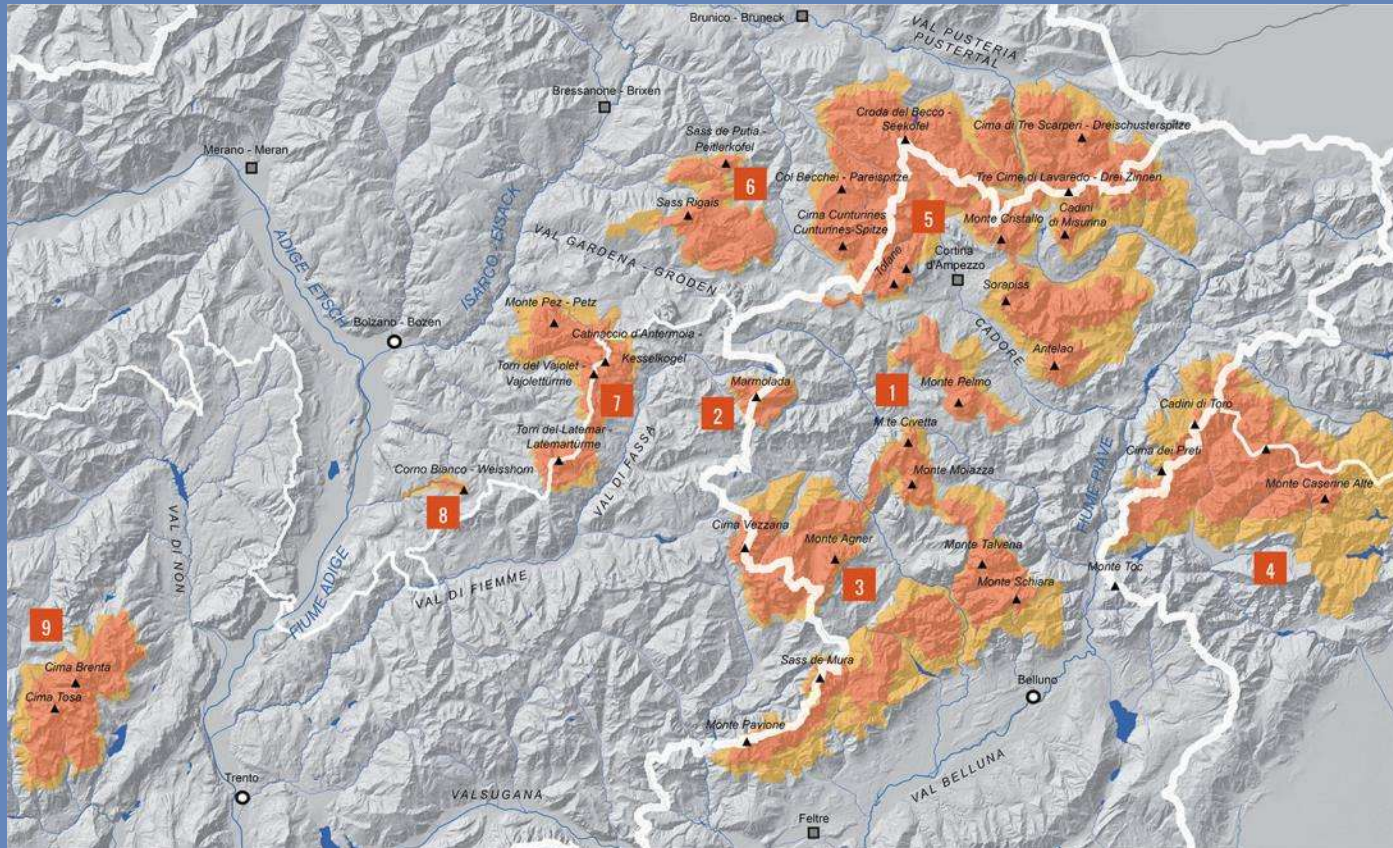 Brunico - Bruneck
VAL PUSTERIA -
PUSTERTAL
Bressanone - Brixen
Merano - Meran
Sass de Putia -
Peitlerkofel
6
Sass Rigais
Croda del Becco -
Seekofel
Cima di Tre Scarperi - Dreischusterspitze
Col Becchei - Pareispitze
Tre Cime di Lavaredo - Drei Zinnen
Cima Cunturines
Cunturines-Spitze
5
Monte Cristallo
Cadini
di Misurina
Tofane
Cortina
d'Ampezzo
Sorapiss
Antelao
CADORE
ADIGE ETSCH
ISARCO EISACK
VAL GARDENA - GRÖDEN
Bolzano - Bozen
Monte Pez - Petz
Catinaccio d'Antermoia -
Kesselkogel
Torri del Vajolet -
Vajolettürme
7
Torri del Latemar -
Latemartürme
VAL DI FASSA
Corno Bianco - Weisshorn
8
Marmolada
2
1
Monte Pelmo
M.te Civetta
Monte Moiazza
Cadini di Toro
Cima dei Preti
Monte Caserine Alte
4
FIUME PIAVE
Monte Toc
Cima Vezzana
Monte Agner
3
Monte Talvena
Monte Schiara
VAL DI NON
FIUME ADIGE
VAL DI FIEMME
9
Cima Brenta
Cima Tosa
Sass de Mura
Monte Pavione
Belluno
VAL BELLUNA
Trento
VALSUGANA
Feltre